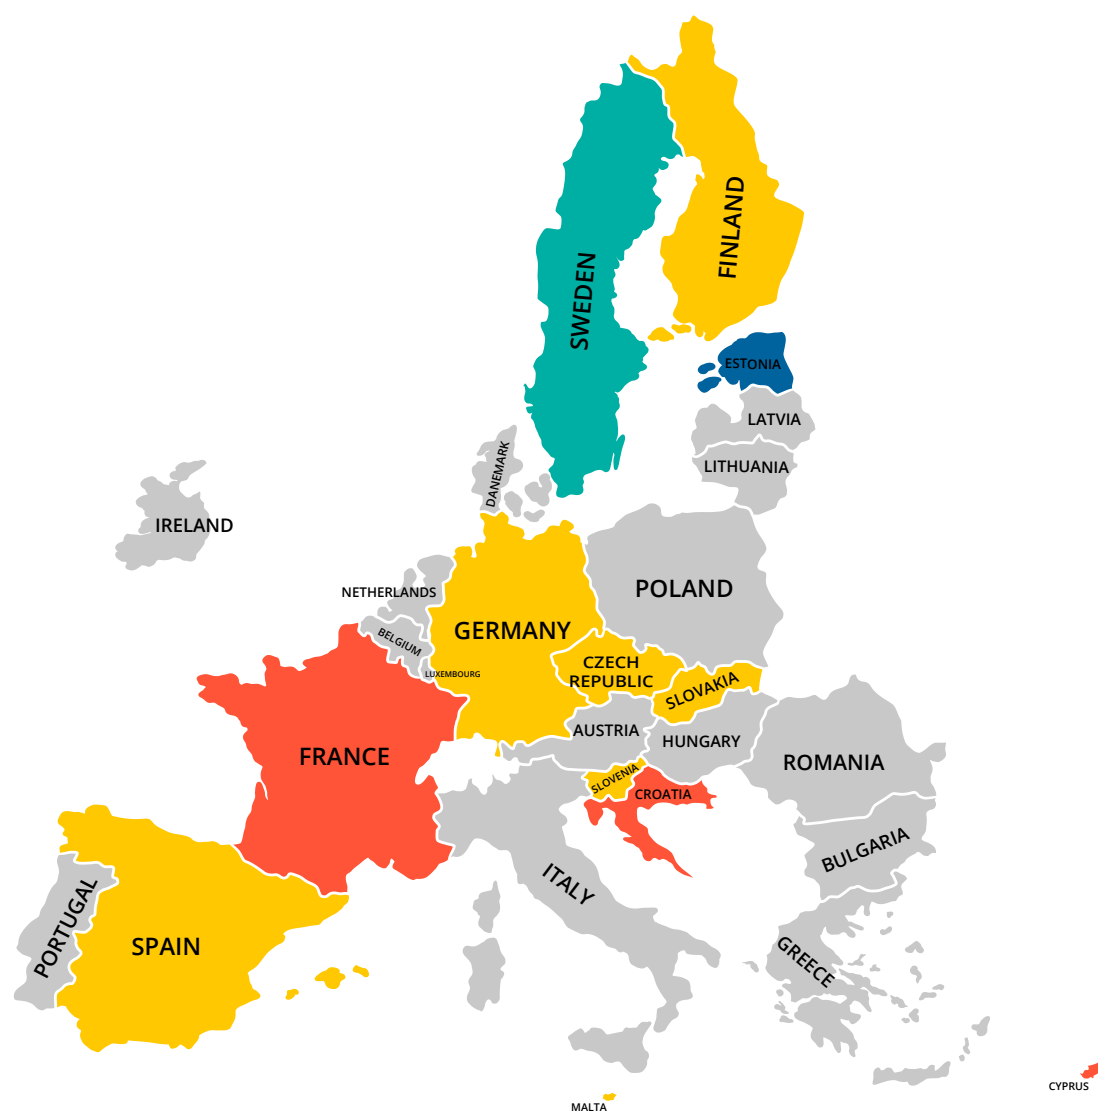 FINLAND
SWEDEN
ESTONIA
LATVIA
LITHUANIA
DANEMARK
IRELAND
NETHERLANDS
POLAND
BELGIUM
GERMANY
LUXEMBOURG
CZECH
REPUBLIC
SLOVAKIA
AUSTRIA
HUNGARY
FRANCE
ROMANIA
SLOVENIA
CROATIA
BULGARIA
ITALY
PORTUGAL
SPAIN
GREECE
CYPRUS
MALTA